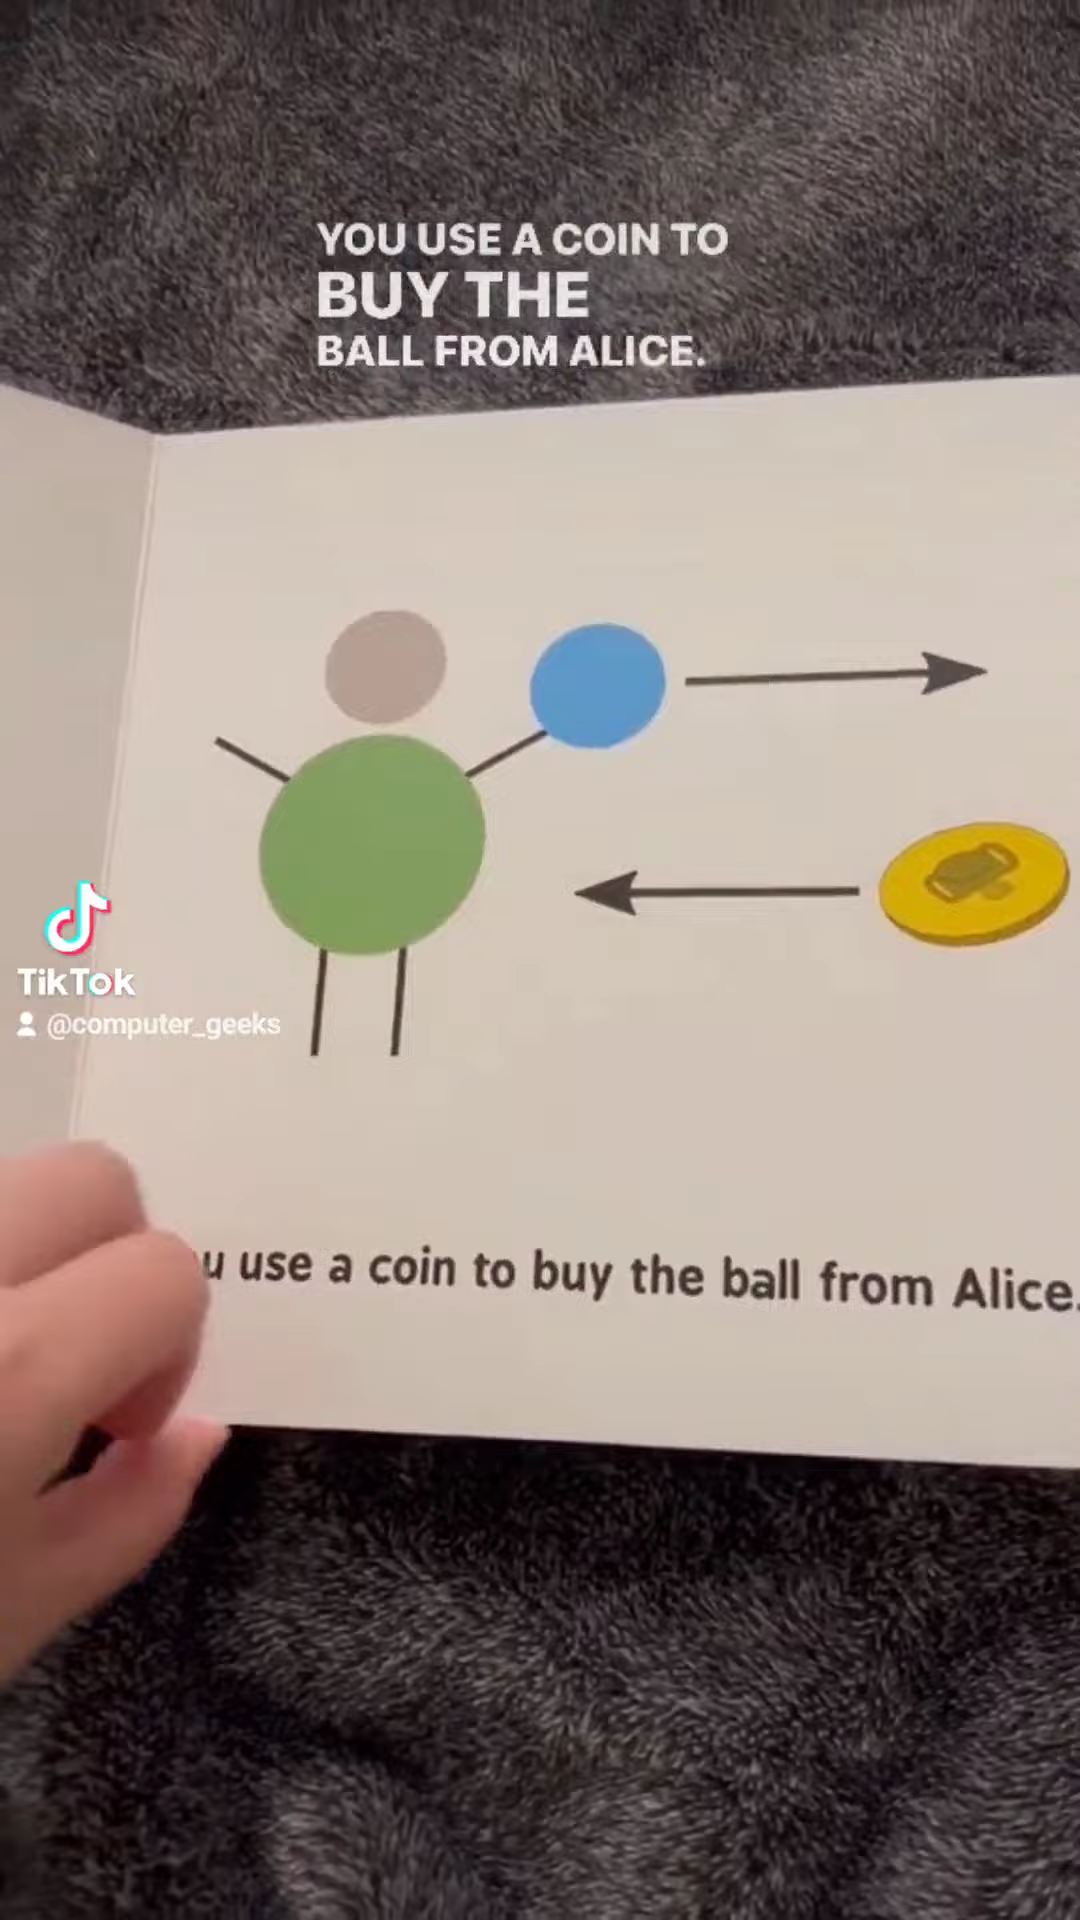 YOU USE A COIN TO
BUY THE
BALL FROM ALICE.
TikTok
@computer_geeks
u use a coin to buy the ball from Alice.